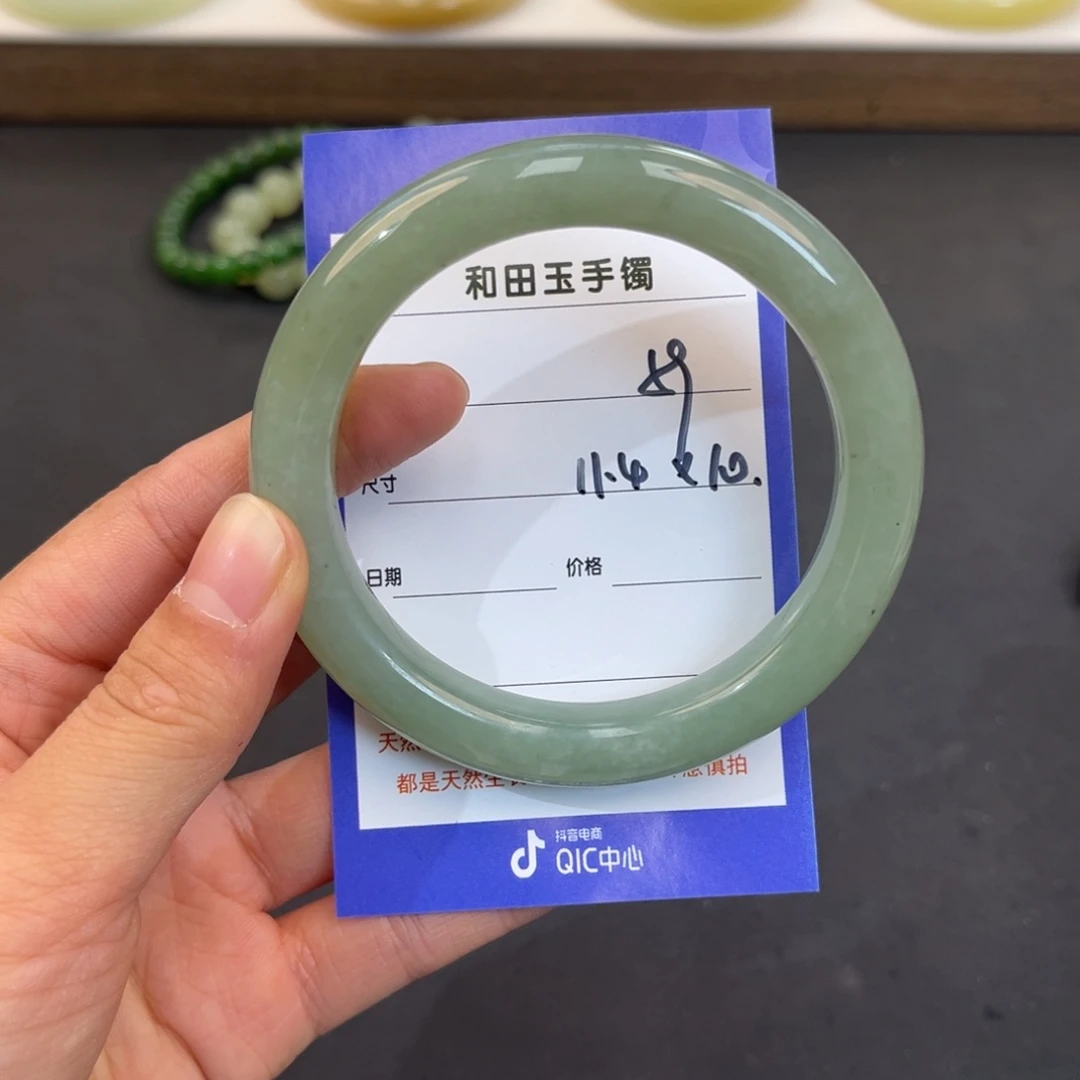 和田玉手镯
尺寸 11.4 x 10.
日期 价格
天然
都是天然生 慎拍
抖音电商
QIC中心